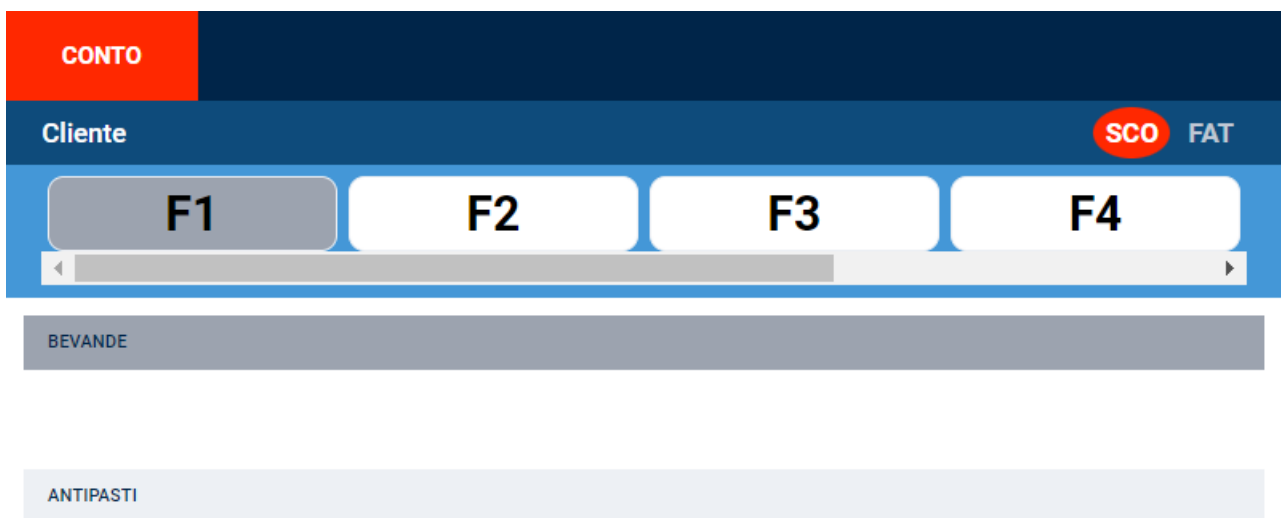 CONTO
Cliente SCO FAT
F1 F2 F3 F4
BEVANDE
ANTIPASTI